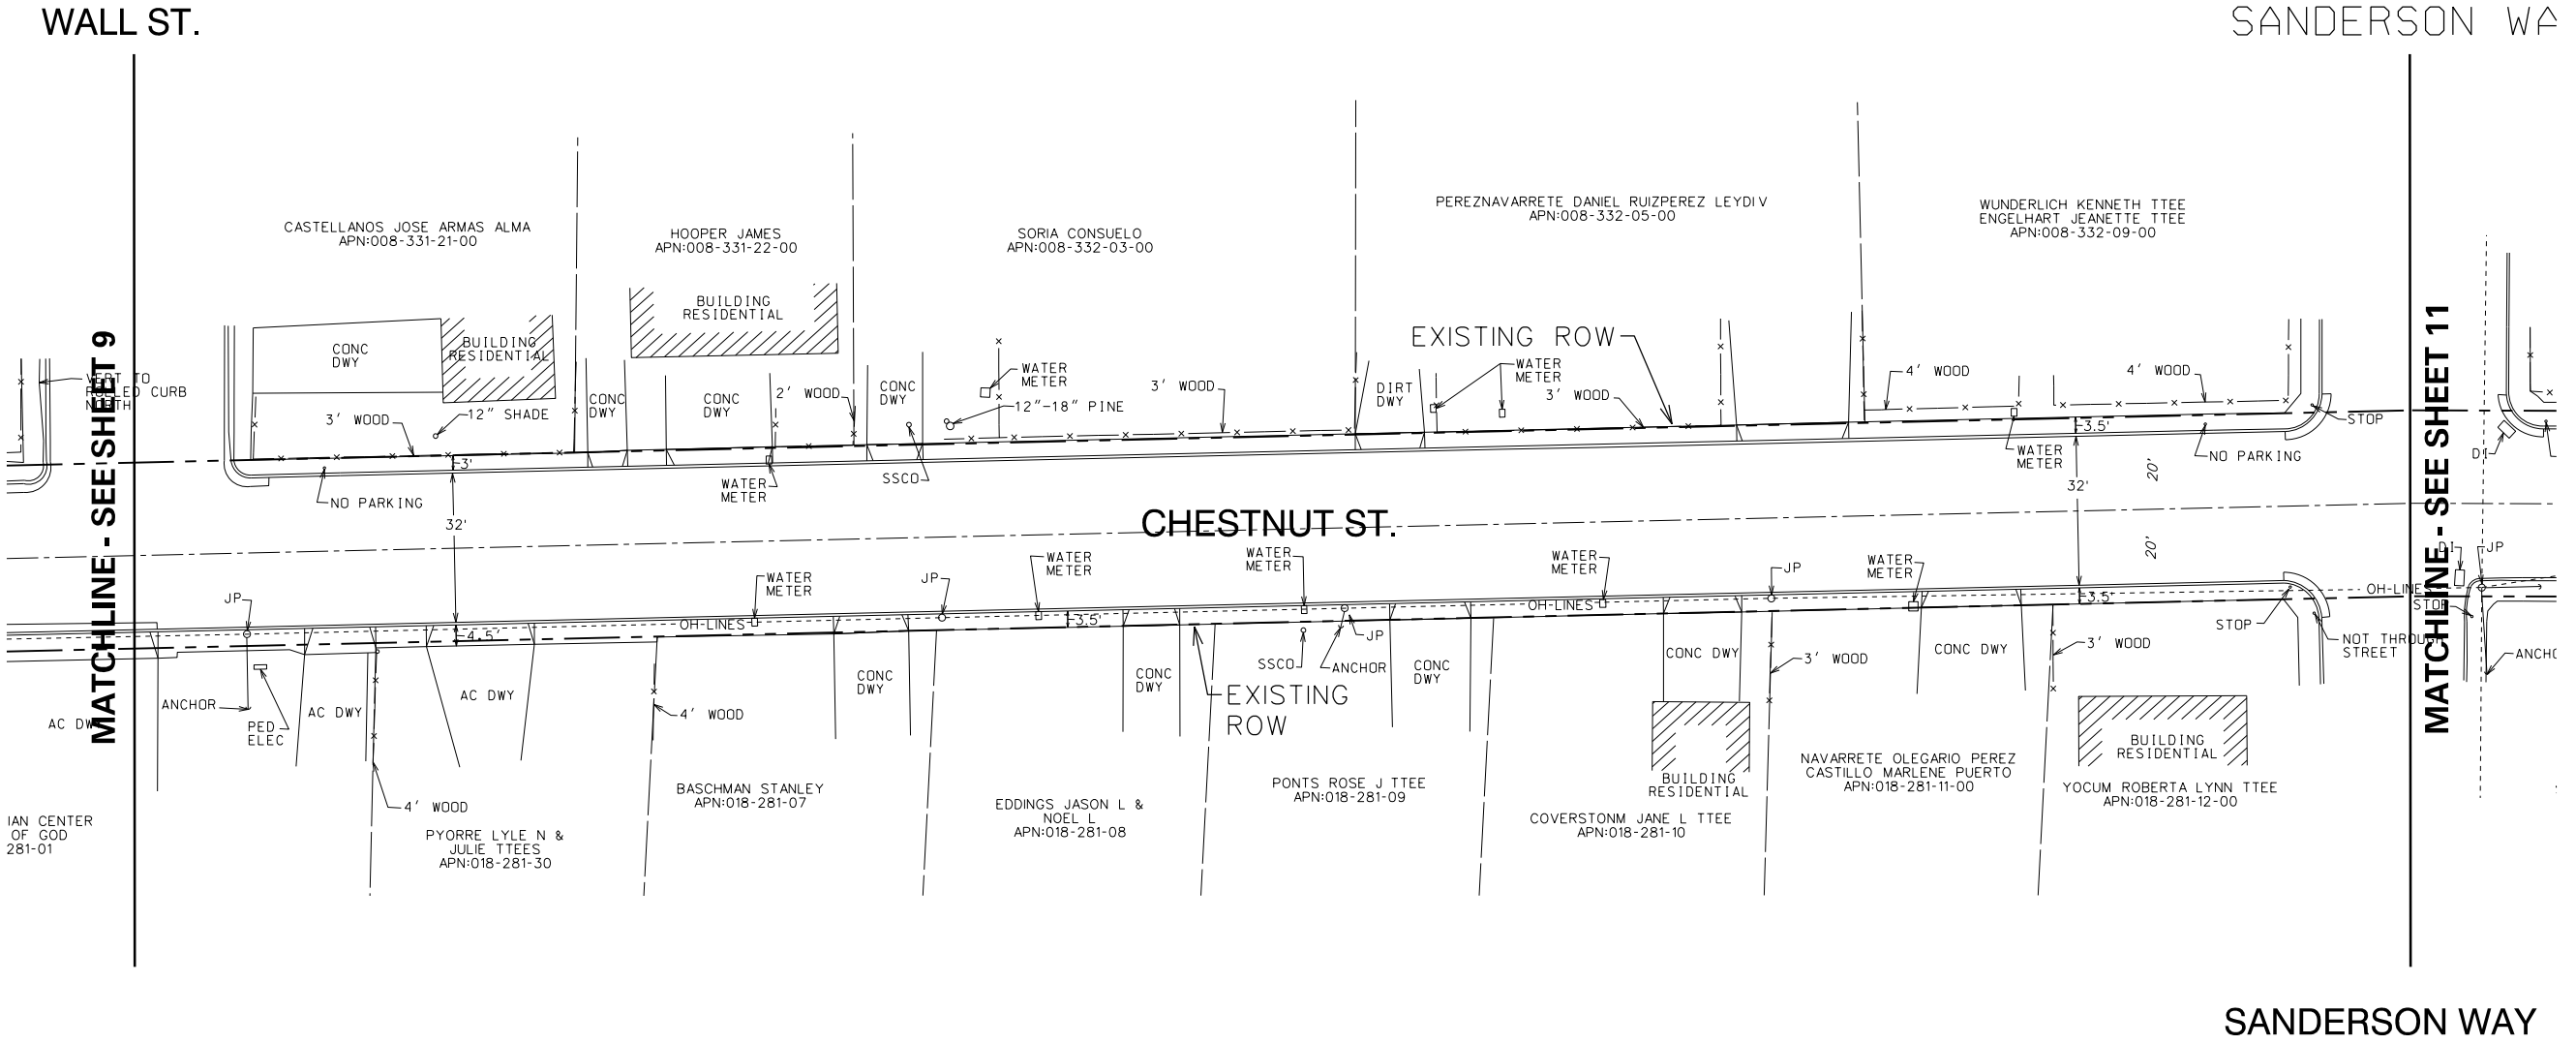 WALL ST.
SANDERSON WA
MATCHLINE - SEE SHEET 9
MATCHLINE - SEE SHEET 11
CASTELLANOS JOSE ARMAS ALMA
APN:008-331-21-00
HOOPER JAMES
APN:008-331-22-00
SORIA CONSUELO
APN:008-332-03-00
PEREZNAVARRETE DANIEL RUIZPEREZ LEYDIV
APN:008-332-05-00
WUNDERLICH KENNETH TTEE
ENGELHART JEANETTE TTEE
APN:008-332-09-00
BUILDING
RESIDENTIAL
BUILDING
RESIDENTIAL
CONC
DWY
VERT TO
ROLLED CURB
NORTH
3' WOOD
12" SHADE
CONC
DWY
CONC
DWY
2' WOOD
CONC
DWY
WATER
METER
12"-18" PINE
3' WOOD
DIRT
DWY
EXISTING ROW
WATER
METER
3' WOOD
4' WOOD
4' WOOD
STOP
3.5'
3'
NO PARKING
WATER
METER
SSCO
WATER
METER
NO PARKING
DI
32'
32'
20'
CHESTNUT ST.
20'
WATER
METER
JP
WATER
METER
WATER
METER
WATER
METER
JP
WATER
METER
DI
JP
JP
OH-LINES
OH-LINES
OH-LINES
STOP
4.5'
3.5'
3.5'
JP
SSCO
ANCHOR
STOP
NOT THROUGH
STREET
ANCHO
AC DWY
ANCHOR
PED
ELEC
AC DWY
AC DWY
4' WOOD
4' WOOD
CONC
DWY
CONC
DWY
EXISTING
ROW
CONC
DWY
CONC DWY
3' WOOD
CONC DWY
3' WOOD
BUILDING
RESIDENTIAL
BUILDING
RESIDENTIAL
IAN CENTER
OF GOD
281-01
PYORRE LYLE N &
JULIE TTEES
APN:018-281-30
BASCHMAN STANLEY
APN:018-281-07
EDDINGS JASON L &
NOEL L
APN:018-281-08
PONTS ROSE J TTEE
APN:018-281-09
COVERSTONM JANE L TTEE
APN:018-281-10
NAVARRETE OLEGARIO PEREZ
CASTILLO MARLENE PUERTO
APN:018-281-11-00
YOCUM ROBERTA LYNN TTEE
APN:018-281-12-00
SANDERSON WAY